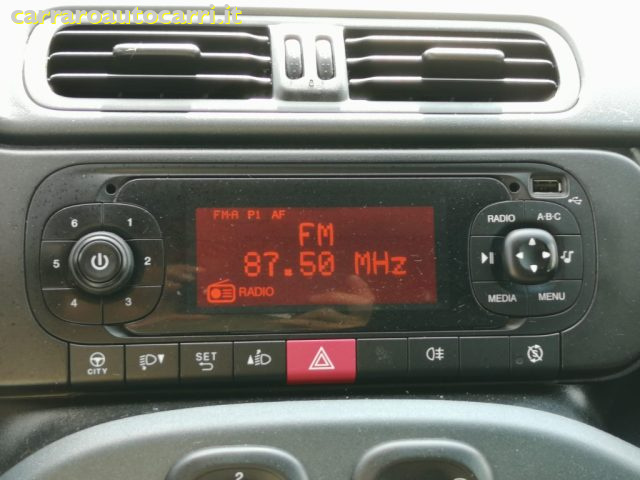 carraroautocarri.it
FM-A P1 AF
FM
87.50 MHz
RADIO
6
1
5
2
4
3
RADIO
A-B-C
MEDIA
MENU
CITY
SET
2